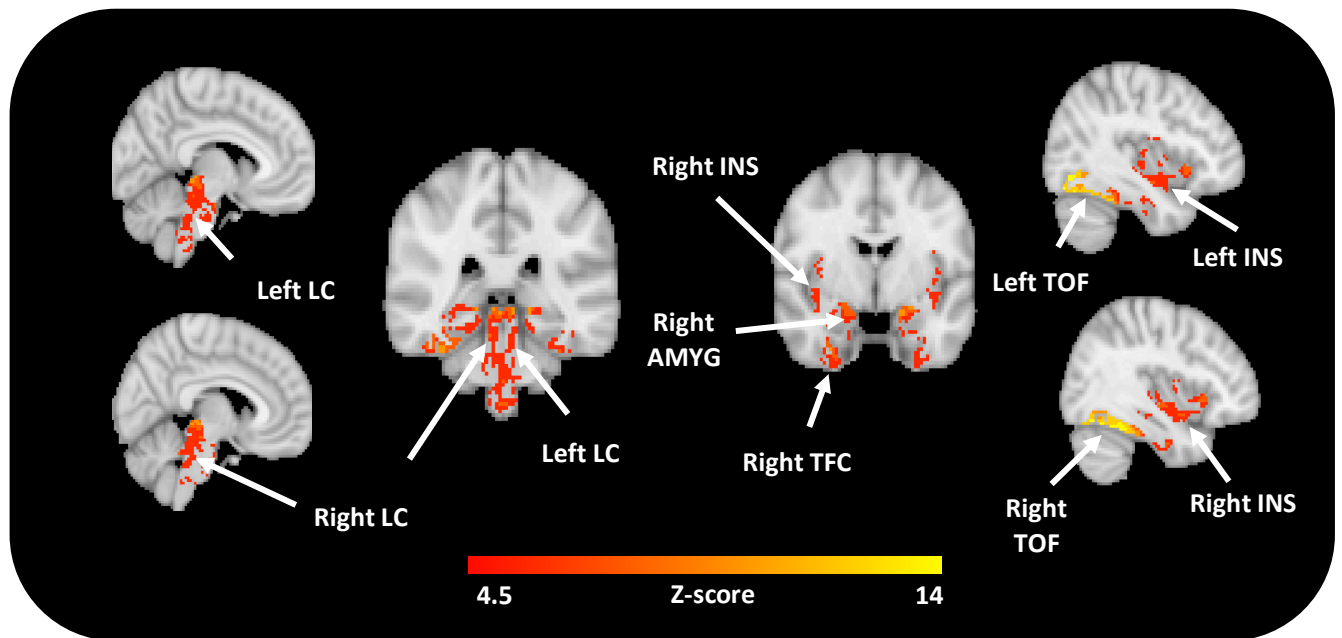 Left LC
Right LC
Left LC
Right INS
Right
AMYG
Right TFC
Left TOF
Left INS
Right
TOF
Right INS
4.5
Z-score
14